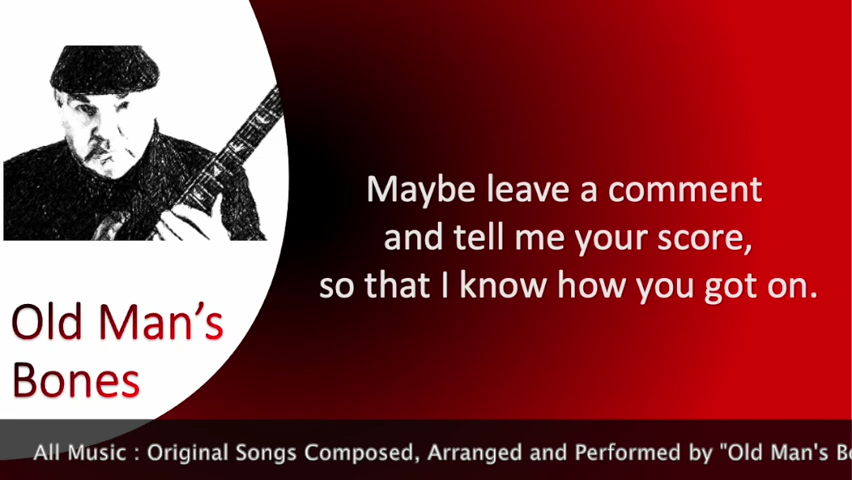 Maybe leave a comment
and tell me your score,
so that I know how you got on.
Old Man's
Bones
All Music : Original Songs Composed, Arranged and Performed by "Old Man's